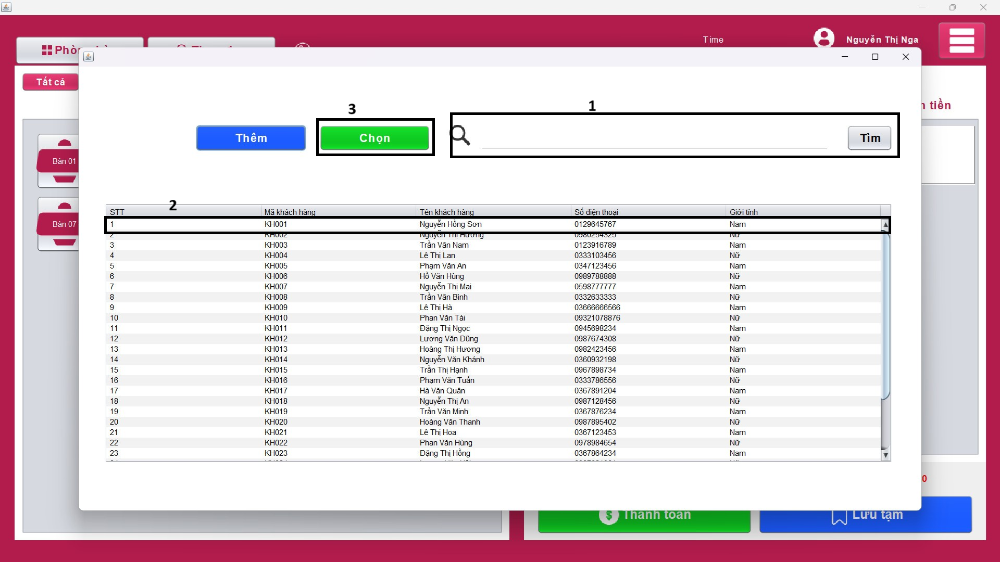 Time
Nguyễn Thị Nga
Tất cả
tiền
3
1
Thêm
Chọn
Tìm
Bàn 01
Bàn 07
2
STT Mã khách hàng Tên khách hàng Số điện thoại Giới tính
1 KH001 Nguyễn Hồng Sơn 0129645767 Nam
2 KH002 Nguyễn Thị Hương 0980254325 Nữ
3 KH003 Trần Văn Nam 0123916789 Nam
4 KH004 Lê Thị Lan 0333103456 Nữ
5 KH005 Phạm Văn An 0347123456 Nam
6 KH006 Hồ Văn Hùng 0989788888 Nữ
7 KH007 Nguyễn Thị Mai 0598777777 Nam
8 KH008 Trần Văn Bình 0332633333 Nữ
9 KH009 Lê Thị Hà 03666666566 Nam
10 KH010 Phan Văn Tài 09321078876 Nữ
11 KH011 Đặng Thị Ngọc 0945698234 Nam
12 KH012 Lương Văn Dũng 0987674308 Nữ
13 KH013 Hoàng Thị Hương 0982423456 Nam
14 KH014 Nguyễn Văn Khánh 0360932198 Nữ
15 KH015 Trần Thị Hạnh 0967898734 Nam
16 KH016 Phạm Văn Tuấn 0333786556 Nữ
17 KH017 Hà Văn Quân 0367891204 Nam
18 KH018 Nguyễn Thị An 0987128456 Nữ
19 KH019 Trần Văn Minh 0367876234 Nam
20 KH020 Hoàng Văn Thanh 0987895402 Nữ
21 KH021 Lê Thị Hoa 0367123453 Nam
22 KH022 Phan Văn Hùng 0978984654 Nữ
23 KH023 Đặng Thị Hồng 0367864234 Nam
0
Thanh toán
Lưu tạm